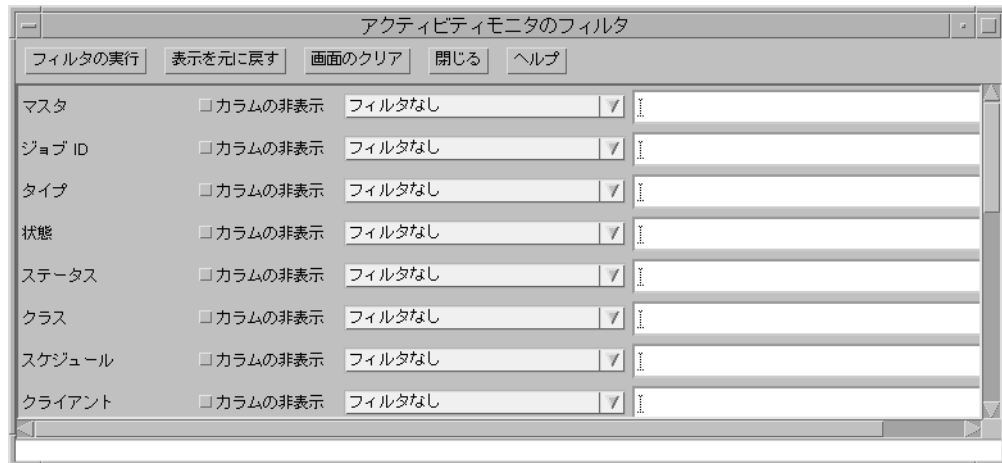 アクティビティモニタのフィルタ
フィルタの実行 表示を元に戻す 画面のクリア 閉じる ヘルプ
マスタ カラムの非表示 フィルタなし
ジョブ ID カラムの非表示 フィルタなし
タイプ カラムの非表示 フィルタなし
状態 カラムの非表示 フィルタなし
ステータス カラムの非表示 フィルタなし
クラス カラムの非表示 フィルタなし
スケジュール カラムの非表示 フィルタなし
クライアント カラムの非表示 フィルタなし